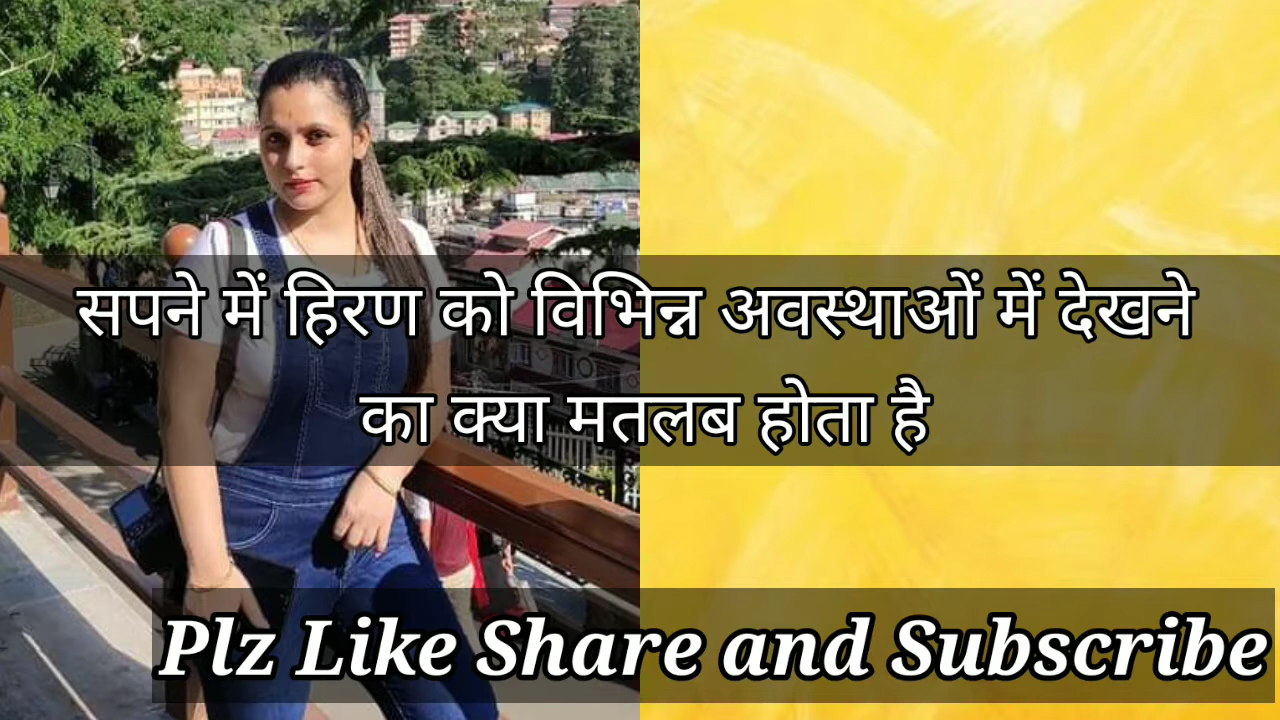 सपने में हिरण को विभिन्न अवस्थाओं में देखने
का क्या मतलब होता है
Plz Like Share and Subscribe